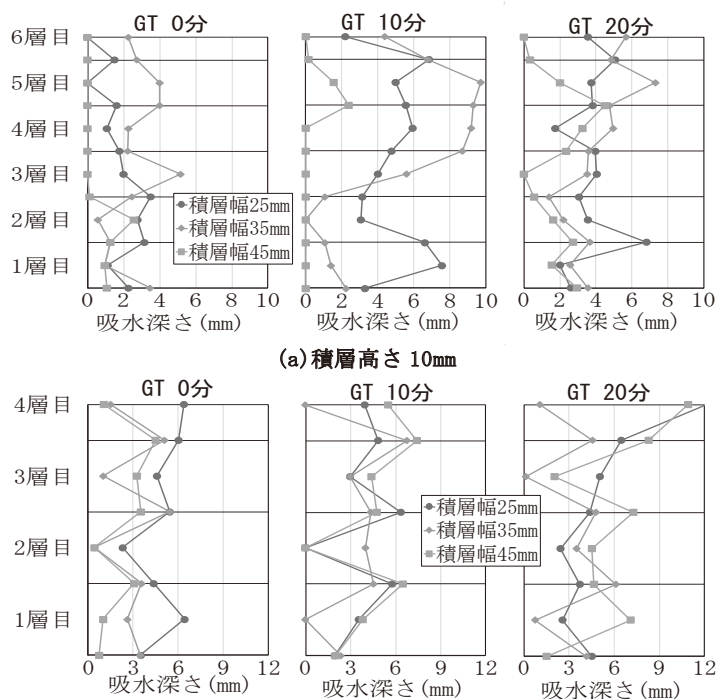 GT 0分 GT 10分 GT 20分
6層目
5層目
4層目
3層目
2層目
1層目
積層幅25mm
積層幅35mm
積層幅45mm
0 2 4 6 8 10 0 2 4 6 8 10 0 2 4 6 8 10
吸水深さ(mm) 吸水深さ(mm) 吸水深さ(mm)
(a)積層高さ 10mm
GT 0分 GT 10分 GT 20分
4層目
3層目
2層目
1層目
積層幅25mm
積層幅35mm
積層幅45mm
0 3 6 9 12 0 3 6 9 12 0 3 6 9 12
吸水深さ(mm) 吸水深さ(mm) 吸水深さ(mm)